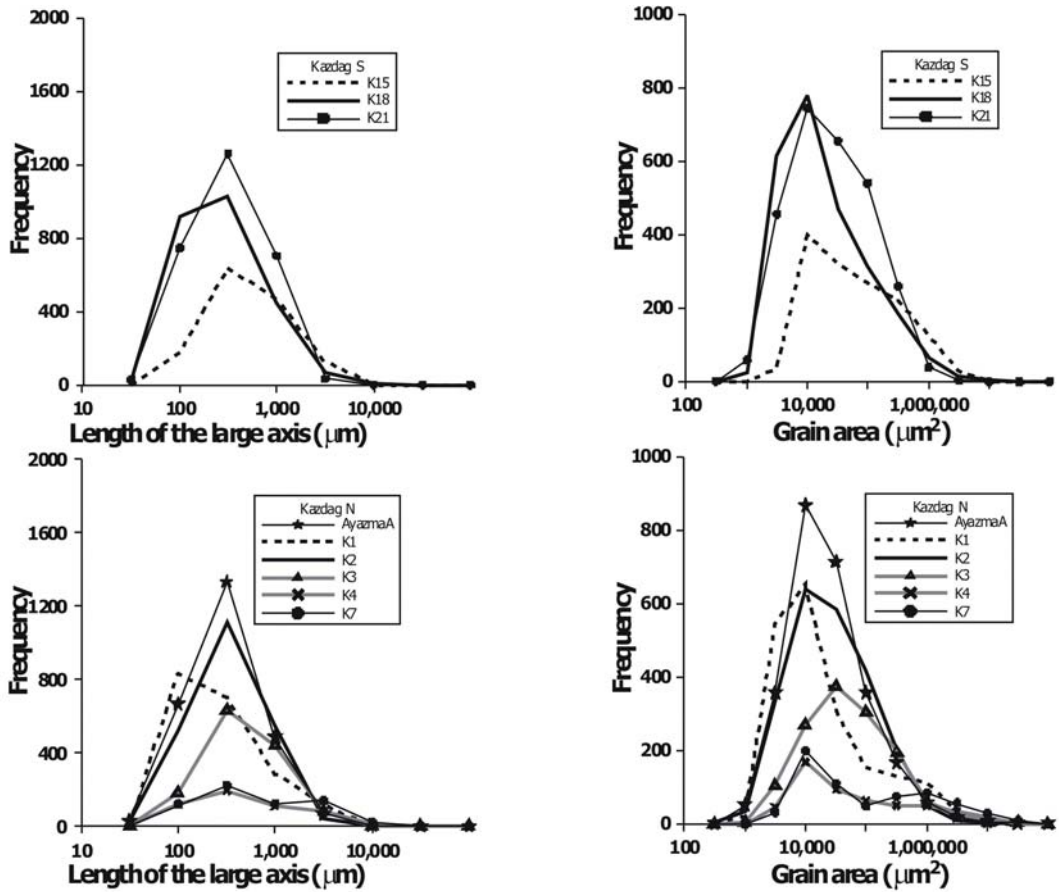 2000
1600
1200
800
400
0
Frequency
10
100
1,000
10,000
Length of the large axis (μm)
Kazdag S
K15
K18
K21
1000
800
600
400
200
0
Frequency
100
10,000
1,000,000
Grain area (μm²)
Kazdag S
K15
K18
K21
2000
1600
1200
800
400
0
Frequency
10
100
1,000
10,000
Length of the large axis (μm)
Kazdag N
AyazmaA
K1
K2
K3
K4
K7
1000
800
600
400
200
0
Frequency
100
10,000
1,000,000
Grain area (μm²)
Kazdag N
AyazmaA
K1
K2
K3
K4
K7